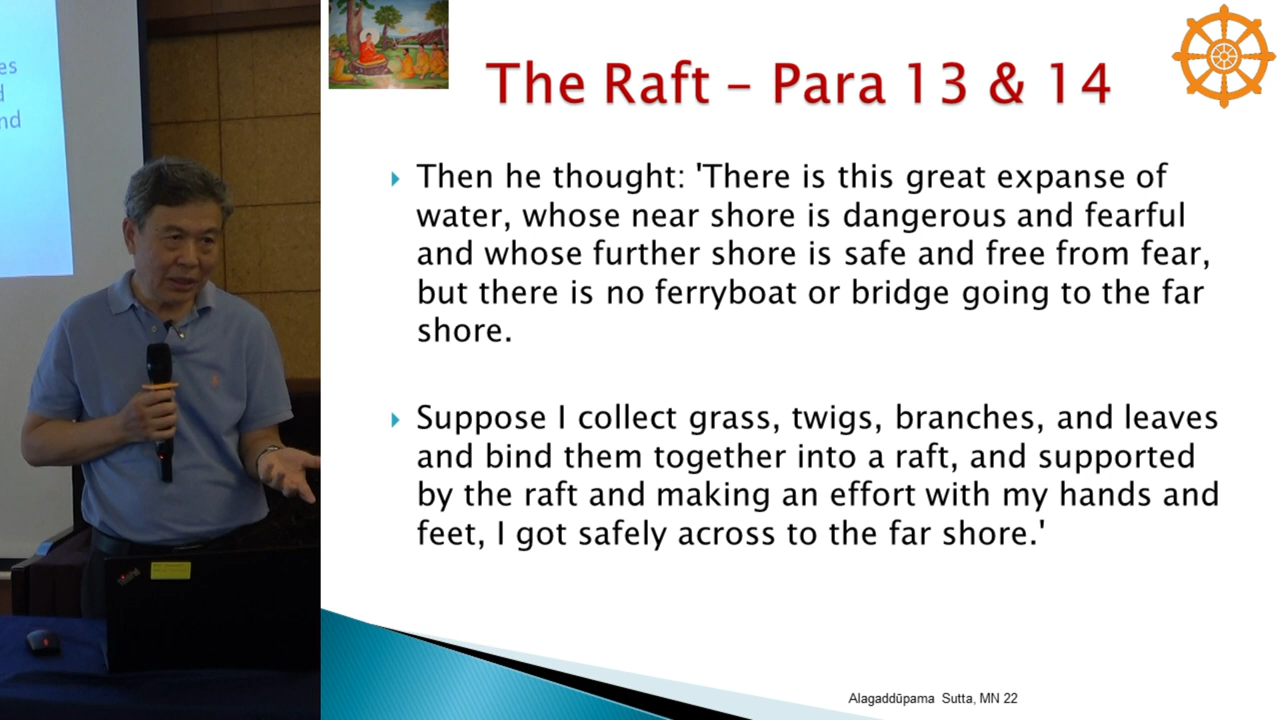 es
d
nd
The Raft – Para 13 & 14
Then he thought: 'There is this great expanse of
water, whose near shore is dangerous and fearful
and whose further shore is safe and free from fear,
but there is no ferryboat or bridge going to the far
shore.
Suppose I collect grass, twigs, branches, and leaves
and bind them together into a raft, and supported
by the raft and making an effort with my hands and
feet, I got safely across to the far shore.'
ThinkPad
Alagaddūpama Sutta, MN 22